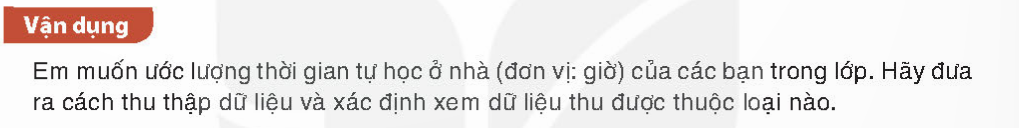 Vận dụng
Em muốn ước lượng thời gian tự học ở nhà (đơn vị: giờ) của các bạn trong lớp. Hãy đưa
ra cách thu thập dữ liệu và xác định xem dữ liệu thu được thuộc loại nào.